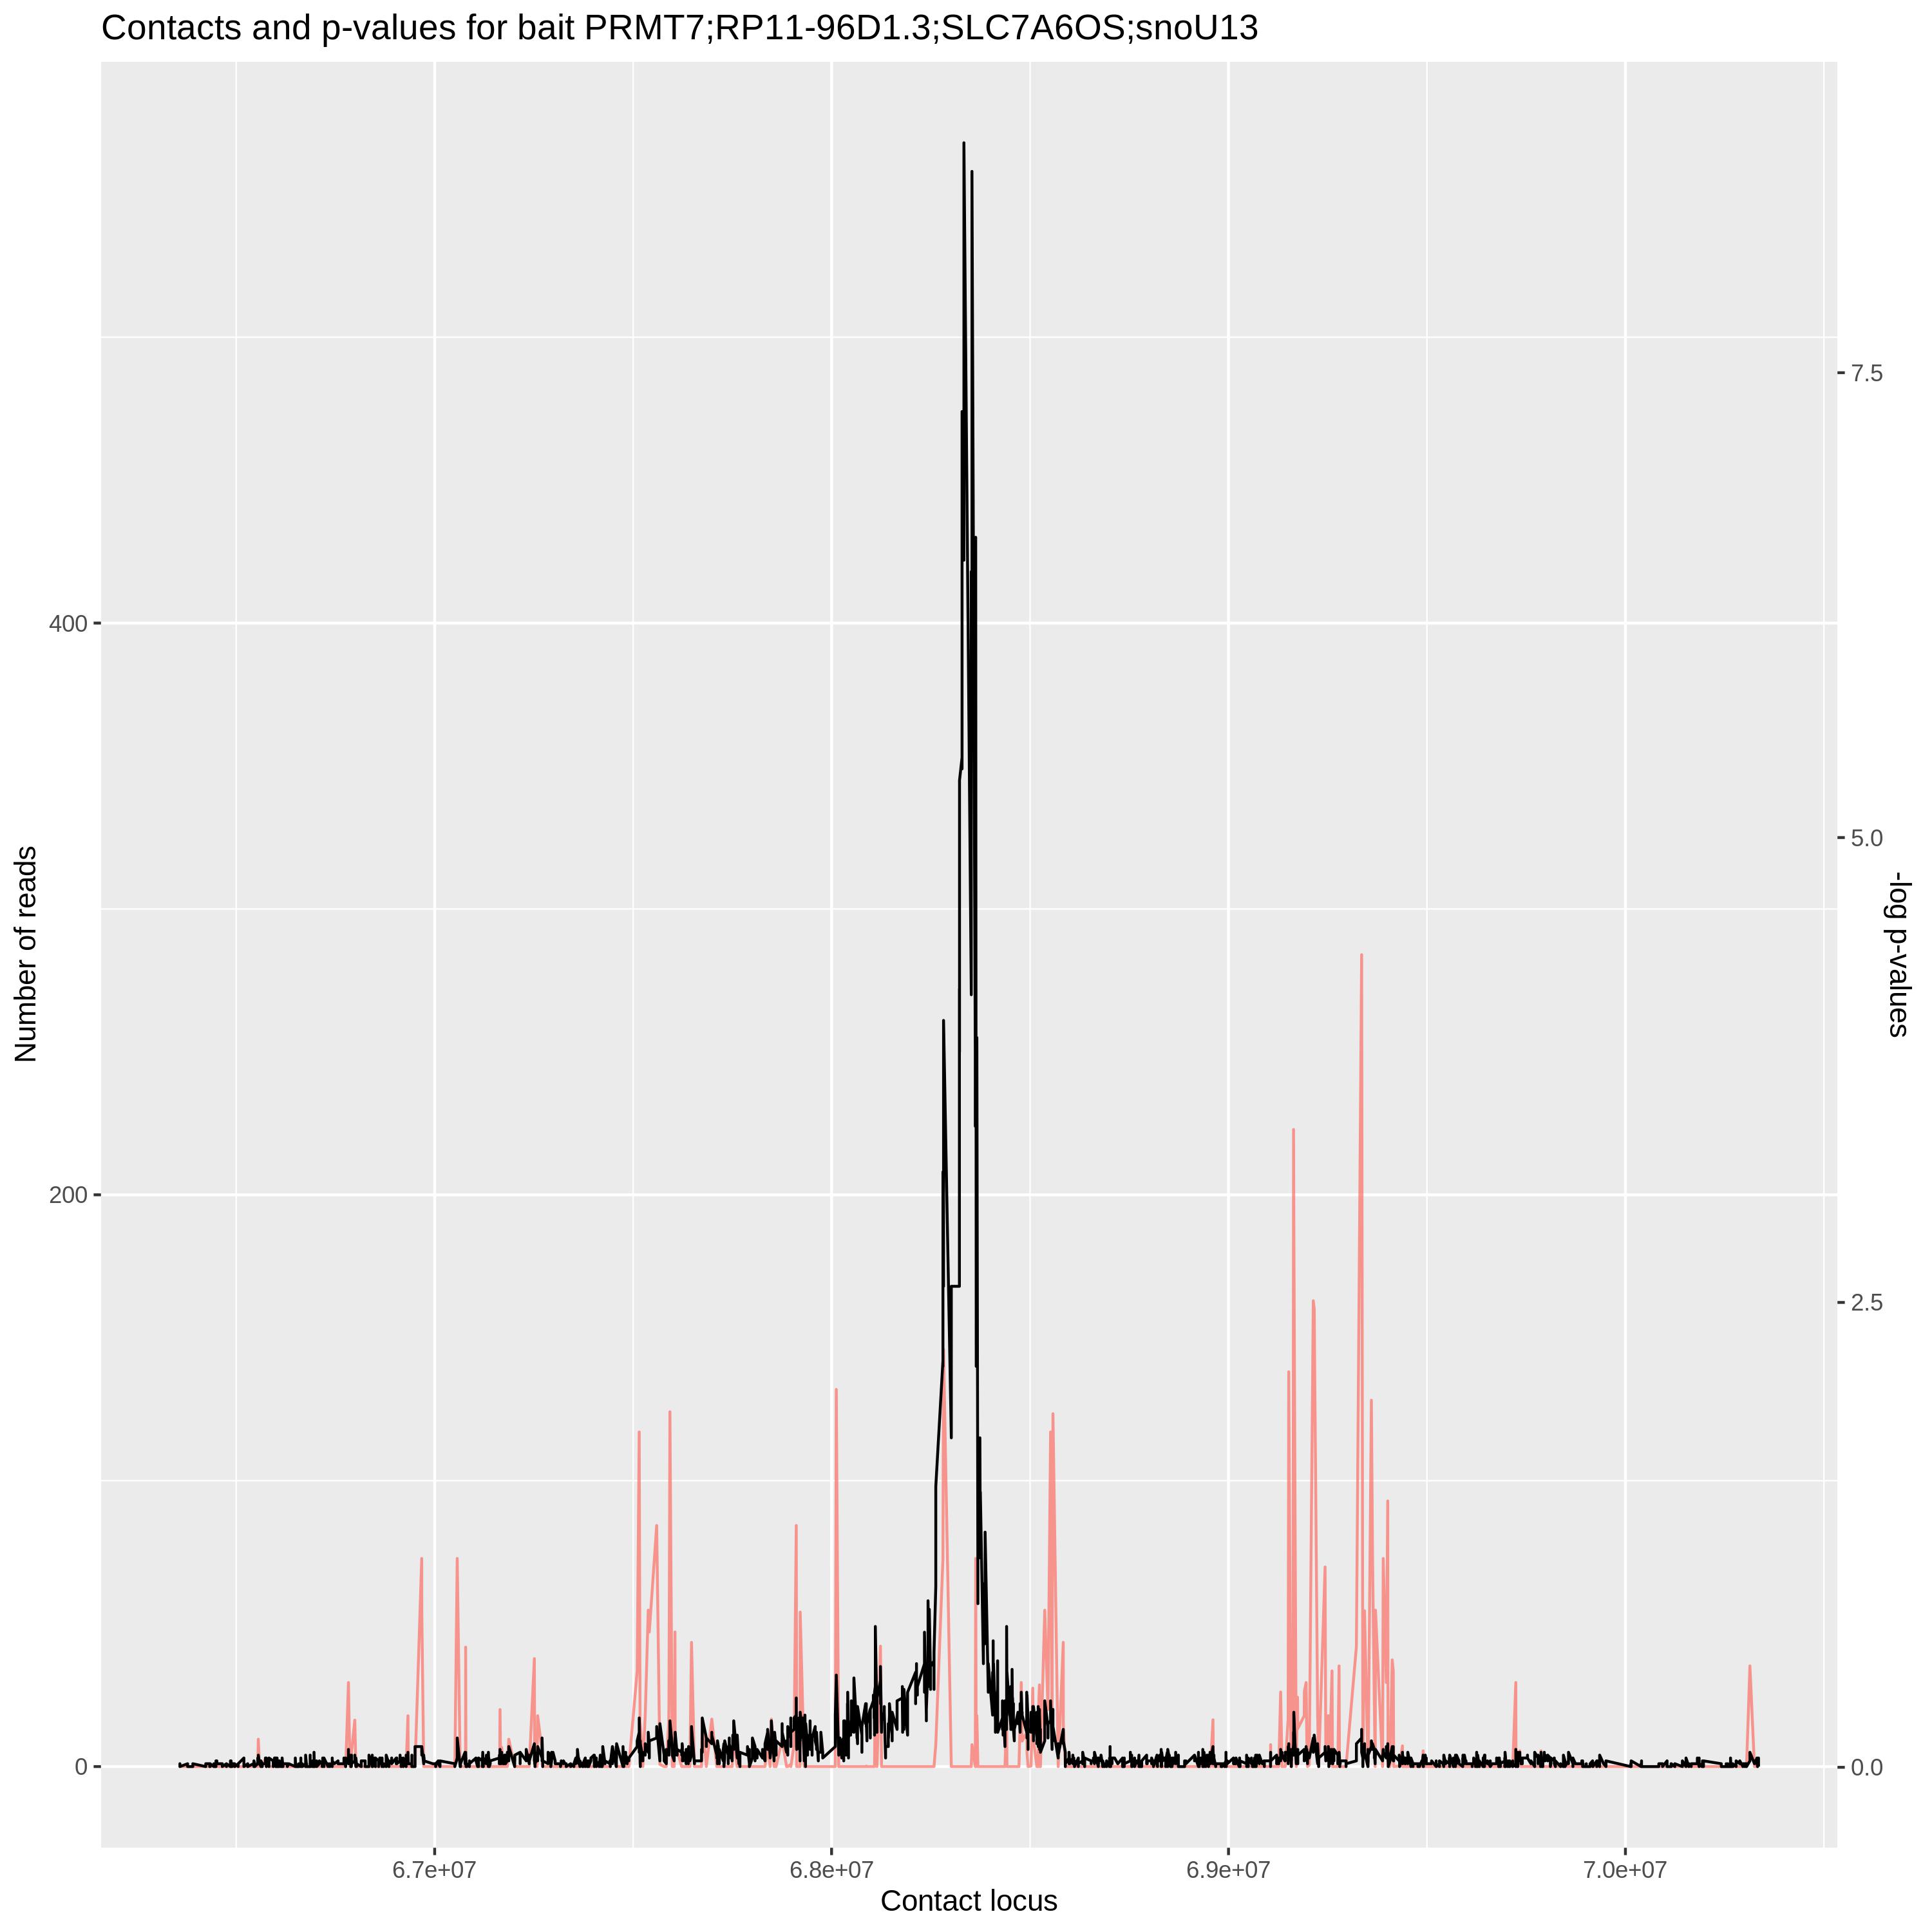 Contacts and p-values for bait PRMT7;RP11-96D1.3;SLC7A6OS;snoU13
Number of reads
400
200
0
7.5
5.0
2.5
0.0
-log p-values
6.7e+07
6.8e+07
6.9e+07
7.0e+07
Contact locus